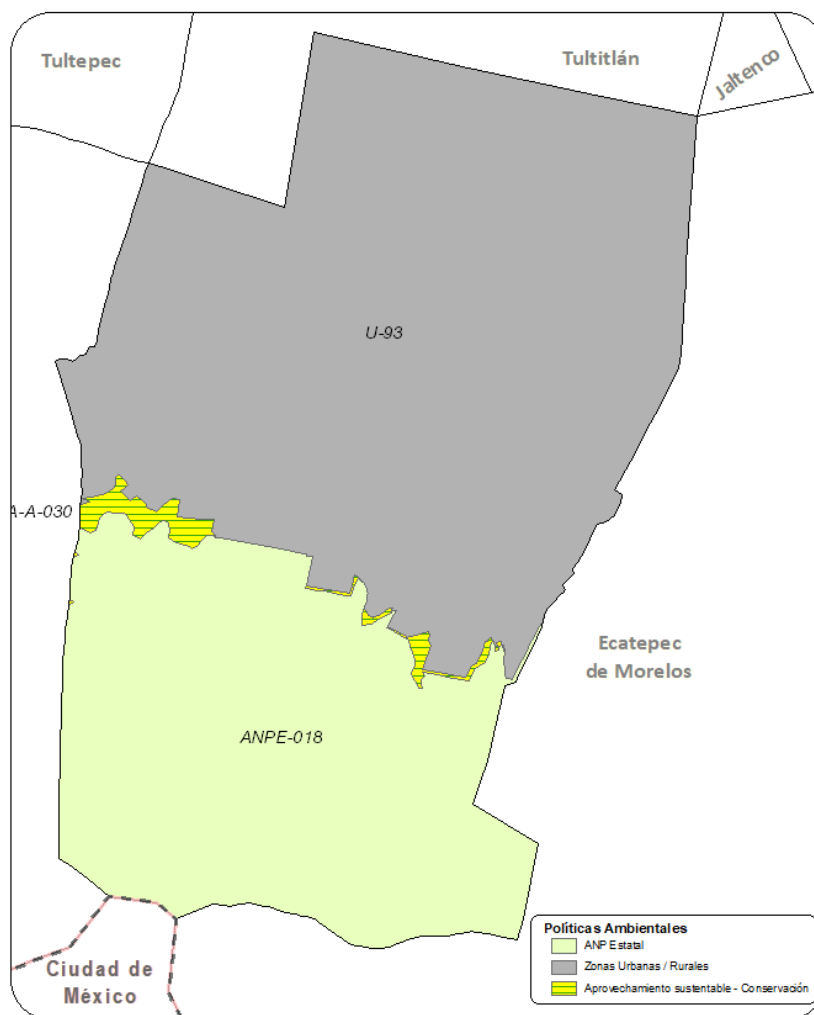 Tultepec
Tultitlán
Jaltenco
U-93
A-A-030
Ecatepec
de Morelos
ANPE-018
Ciudad de
México
Políticas Ambientales
ANP Estatal
Zonas Urbanas / Rurales
Aprovechamiento sustentable - Conservación